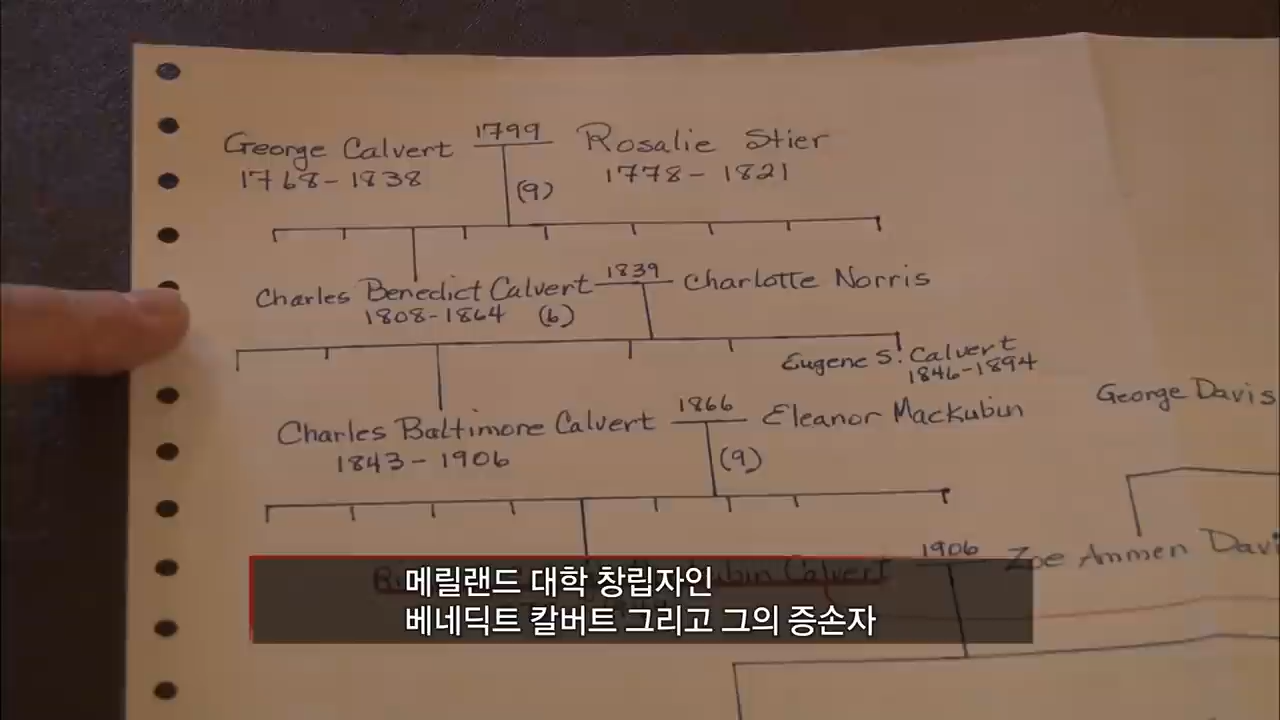 1799
George Calvert Rosalie Stier
1768-1838 (9) 1778-1821
1839
Charles Benedict Calvert Charlotte Norris
1808-1864 (6)
Eugene S. Calvert
1846-1894
George Davis
1866
Charles Baltimore Calvert Eleanor Mackubin
1843-1906 (9)
1906
Calvert Zoe Ammen Davi
메릴랜드 대학 창립자인
베네딕트 칼버트 그리고 그의 증손자